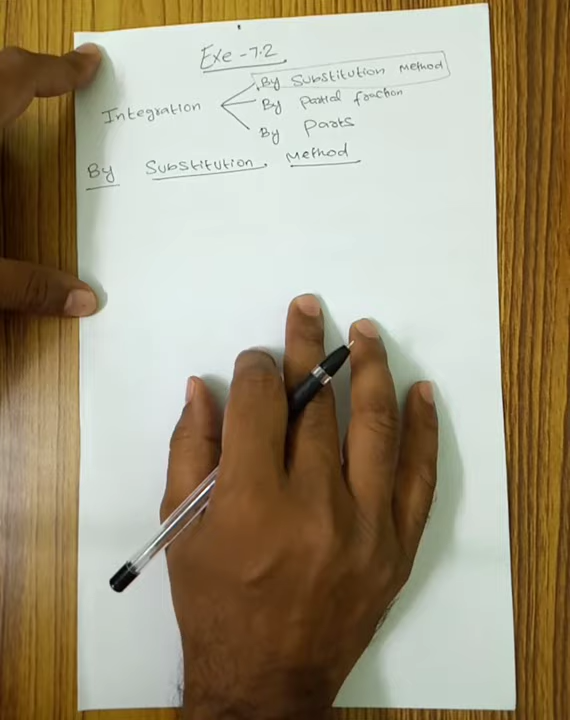 Exe - 7.2
By Substitution Method
Integration
By Partial fraction
By Parts
By Substitution Method